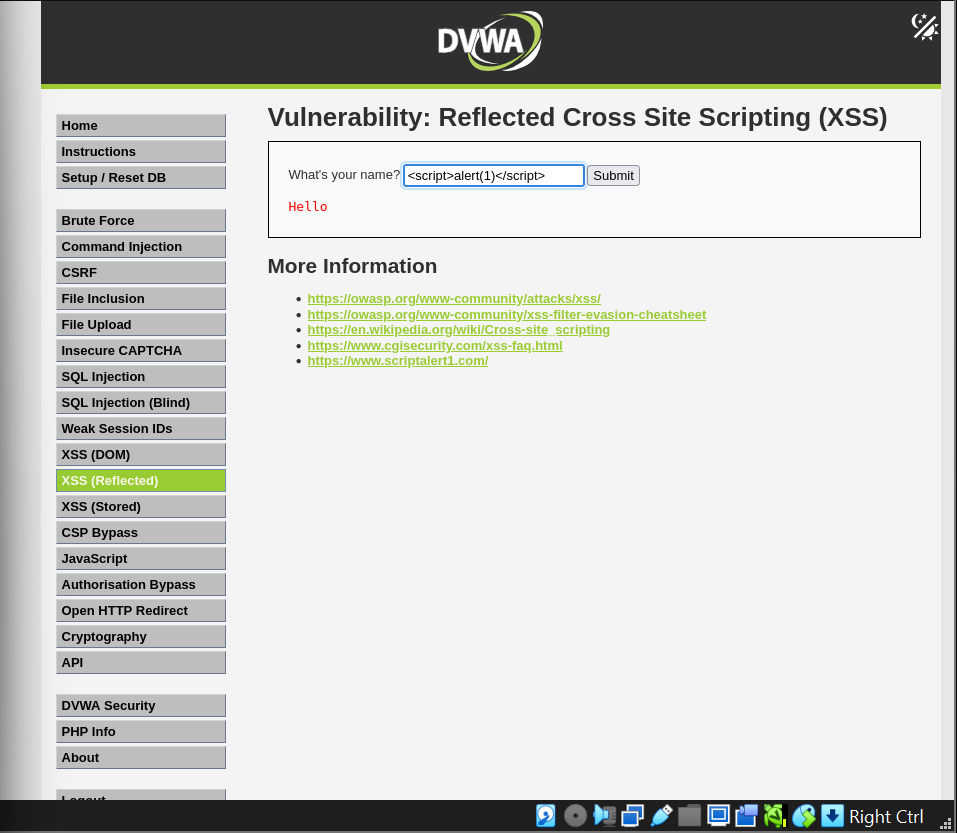 DVWA
Home
Instructions
Setup / Reset DB
Brute Force
Command Injection
CSRF
File Inclusion
File Upload
Insecure CAPTCHA
SQL Injection
SQL Injection (Blind)
Weak Session IDs
XSS (DOM)
XSS (Reflected)
XSS (Stored)
CSP Bypass
JavaScript
Authorisation Bypass
Open HTTP Redirect
Cryptography
API
DVWA Security
PHP Info
About
Logout
Vulnerability: Reflected Cross Site Scripting (XSS)
What's your name? <script>alert(1)</script> Submit
Hello
More Information
https://owasp.org/www-community/attacks/xss/
https://owasp.org/www-community/xss-filter-evasion-cheatsheet
https://en.wikipedia.org/wiki/Cross-site_scripting
https://www.cgisecurity.com/xss-faq.html
https://www.scriptalert1.com/
Right Ctrl